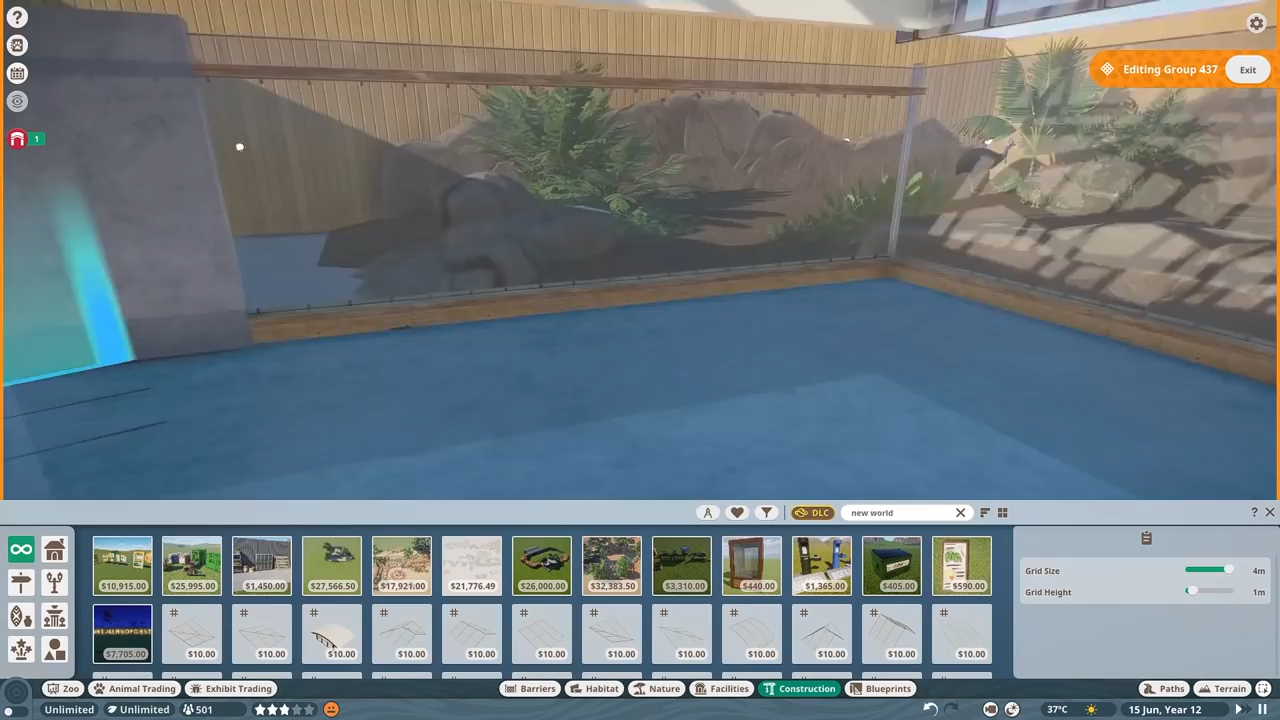 ?
Editing Group 437
Exit
1
DLC
new world
?
$10,915.00 $25,995.00 $1,450.00 $27,566.50 $17,921.00 $21,776.49 $26,000.00 $32,383.50 $3,310.00 $440.00 $1,365.00 $405.00 $590.00
Grid Size 4m
Grid Height 1m
$7,705.00 $10.00 $10.00 $10.00 $10.00 $10.00 $10.00 $10.00 $10.00 $10.00 $10.00 $10.00 $10.00
Zoo Animal Trading Exhibit Trading Barriers Habitat Nature Facilities Construction Blueprints Paths Terrain
Unlimited Unlimited 501 37°C 15 Jun, Year 12